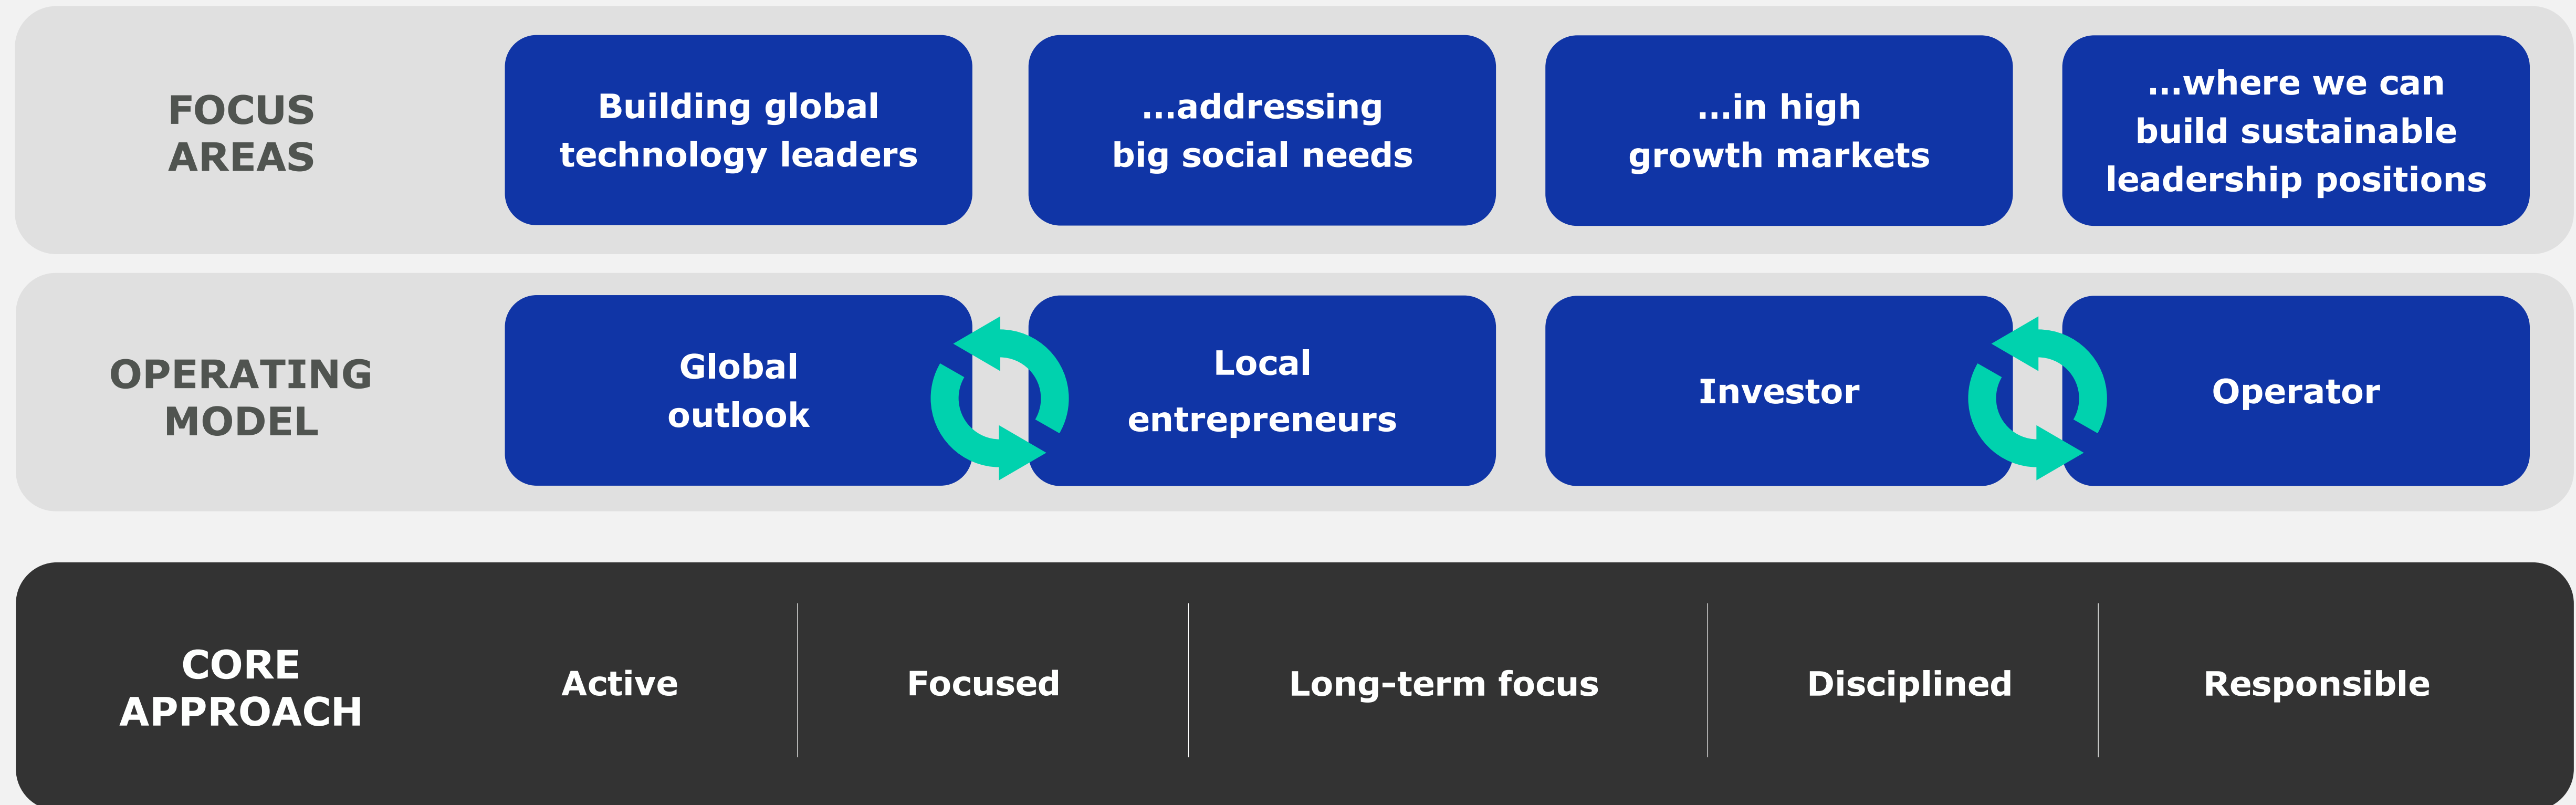 FOCUS
AREAS
Building global
technology leaders
...addressing
big social needs
...in high
growth markets
...where we can
build sustainable
leadership positions
OPERATING
MODEL
Global
outlook
Local
entrepreneurs
Investor
Operator
CORE
APPROACH
Active
Focused
Long-term focus
Disciplined
Responsible